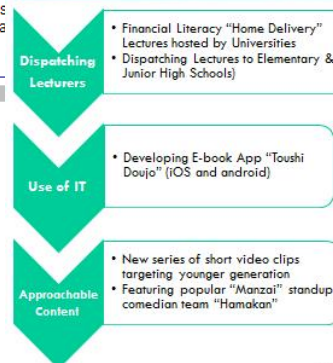 • Financial Literacy "Home Delivery"
Lectures hosted by Universities
• Dispatching Lectures to Elementary &
Junior High Schools)
Dispatching
Lecturers
• Developing E-book App "Toushi
Doujo" (iOS and android)
Use of IT
• New series of short video clips
targeting younger generation
• Featuring popular "Manzai" standup
comedian team "Hamakan"
Approachable
Content